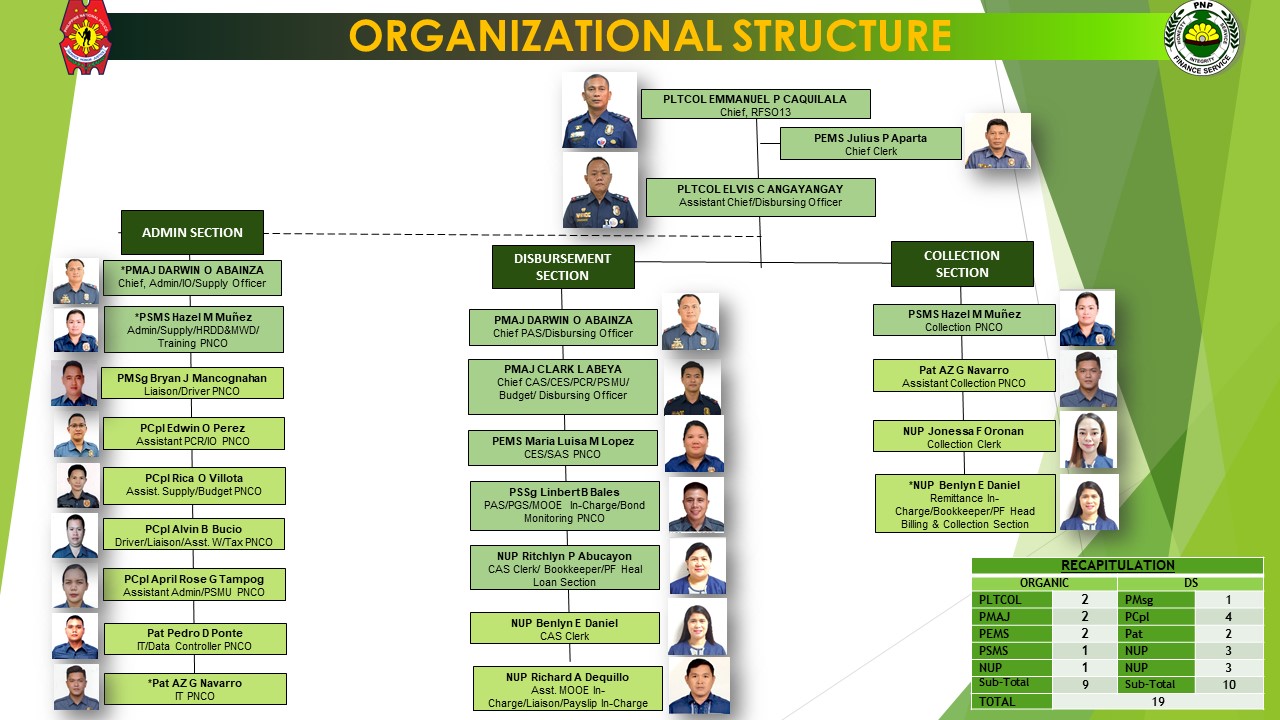 ORGANIZATIONAL STRUCTURE
PNP
INTEGRITY
FINANCE SERVICE
PLTCOL EMMANUEL P CAQUILALA
Chief, RFSO13
PEMS Julius P Aparta
Chief Clerk
PLTCOL ELVIS C ANGAYANGAY
Assistant Chief/Disbursing Officer
ADMIN SECTION
*PMAJ DARWIN O ABAINZA
Chief, Admin/IO/Supply Officer
*PSMS Hazel M Muñez
Admin/Supply/HRDD&MWD/
Training PNCO
PMSg Bryan J Mancognahan
Liaison/Driver PNCO
PCpl Edwin O Perez
Assistant PCR/IO PNCO
PCpl Rica O Villota
Assist. Supply/Budget PNCO
PCpl Alvin B Bucio
Driver/Liaison/Asst. W/Tax PNCO
PCpl April Rose G Tampog
Assistant Admin/PSMU PNCO
Pat Pedro D Ponte
IT/Data Controller PNCO
*Pat AZ G Navarro
IT PNCO
DISBURSEMENT
SECTION
PMAJ DARWIN O ABAINZA
Chief PAS/Disbursing Officer
PMAJ CLARK L ABEYA
Chief CAS/CES/PCR/PSMU/
Budget/ Disbursing Officer
PEMS Maria Luisa M Lopez
CES/SAS PNCO
PSSg Linbert B Bales
PAS/PGS/MOOE In-Charge/Bond
Monitoring PNCO
NUP Ritchlyn P Abucayon
CAS Clerk/ Bookkeeper/PF Heal
Loan Section
NUP Benlyn E Daniel
CAS Clerk
NUP Richard A Dequillo
Asst. MOOE In-
Charge/Liaison/Payslip In-Charge
COLLECTION
SECTION
PSMS Hazel M Muñez
Collection PNCO
Pat AZ G Navarro
Assistant Collection PNCO
NUP Jonessa F Oronan
Collection Clerk
*NUP Benlyn E Daniel
Remittance In-
Charge/Bookkeeper/PF Head
Billing & Collection Section
RECAPITULATION
ORGANIC DS
PLTCOL 2 PMsg 1
PMAJ 2 PCpl 4
PEMS 2 Pat 2
PSMS 1 NUP 3
NUP 1 NUP 3
Sub-Total 9 Sub-Total 10
TOTAL 19